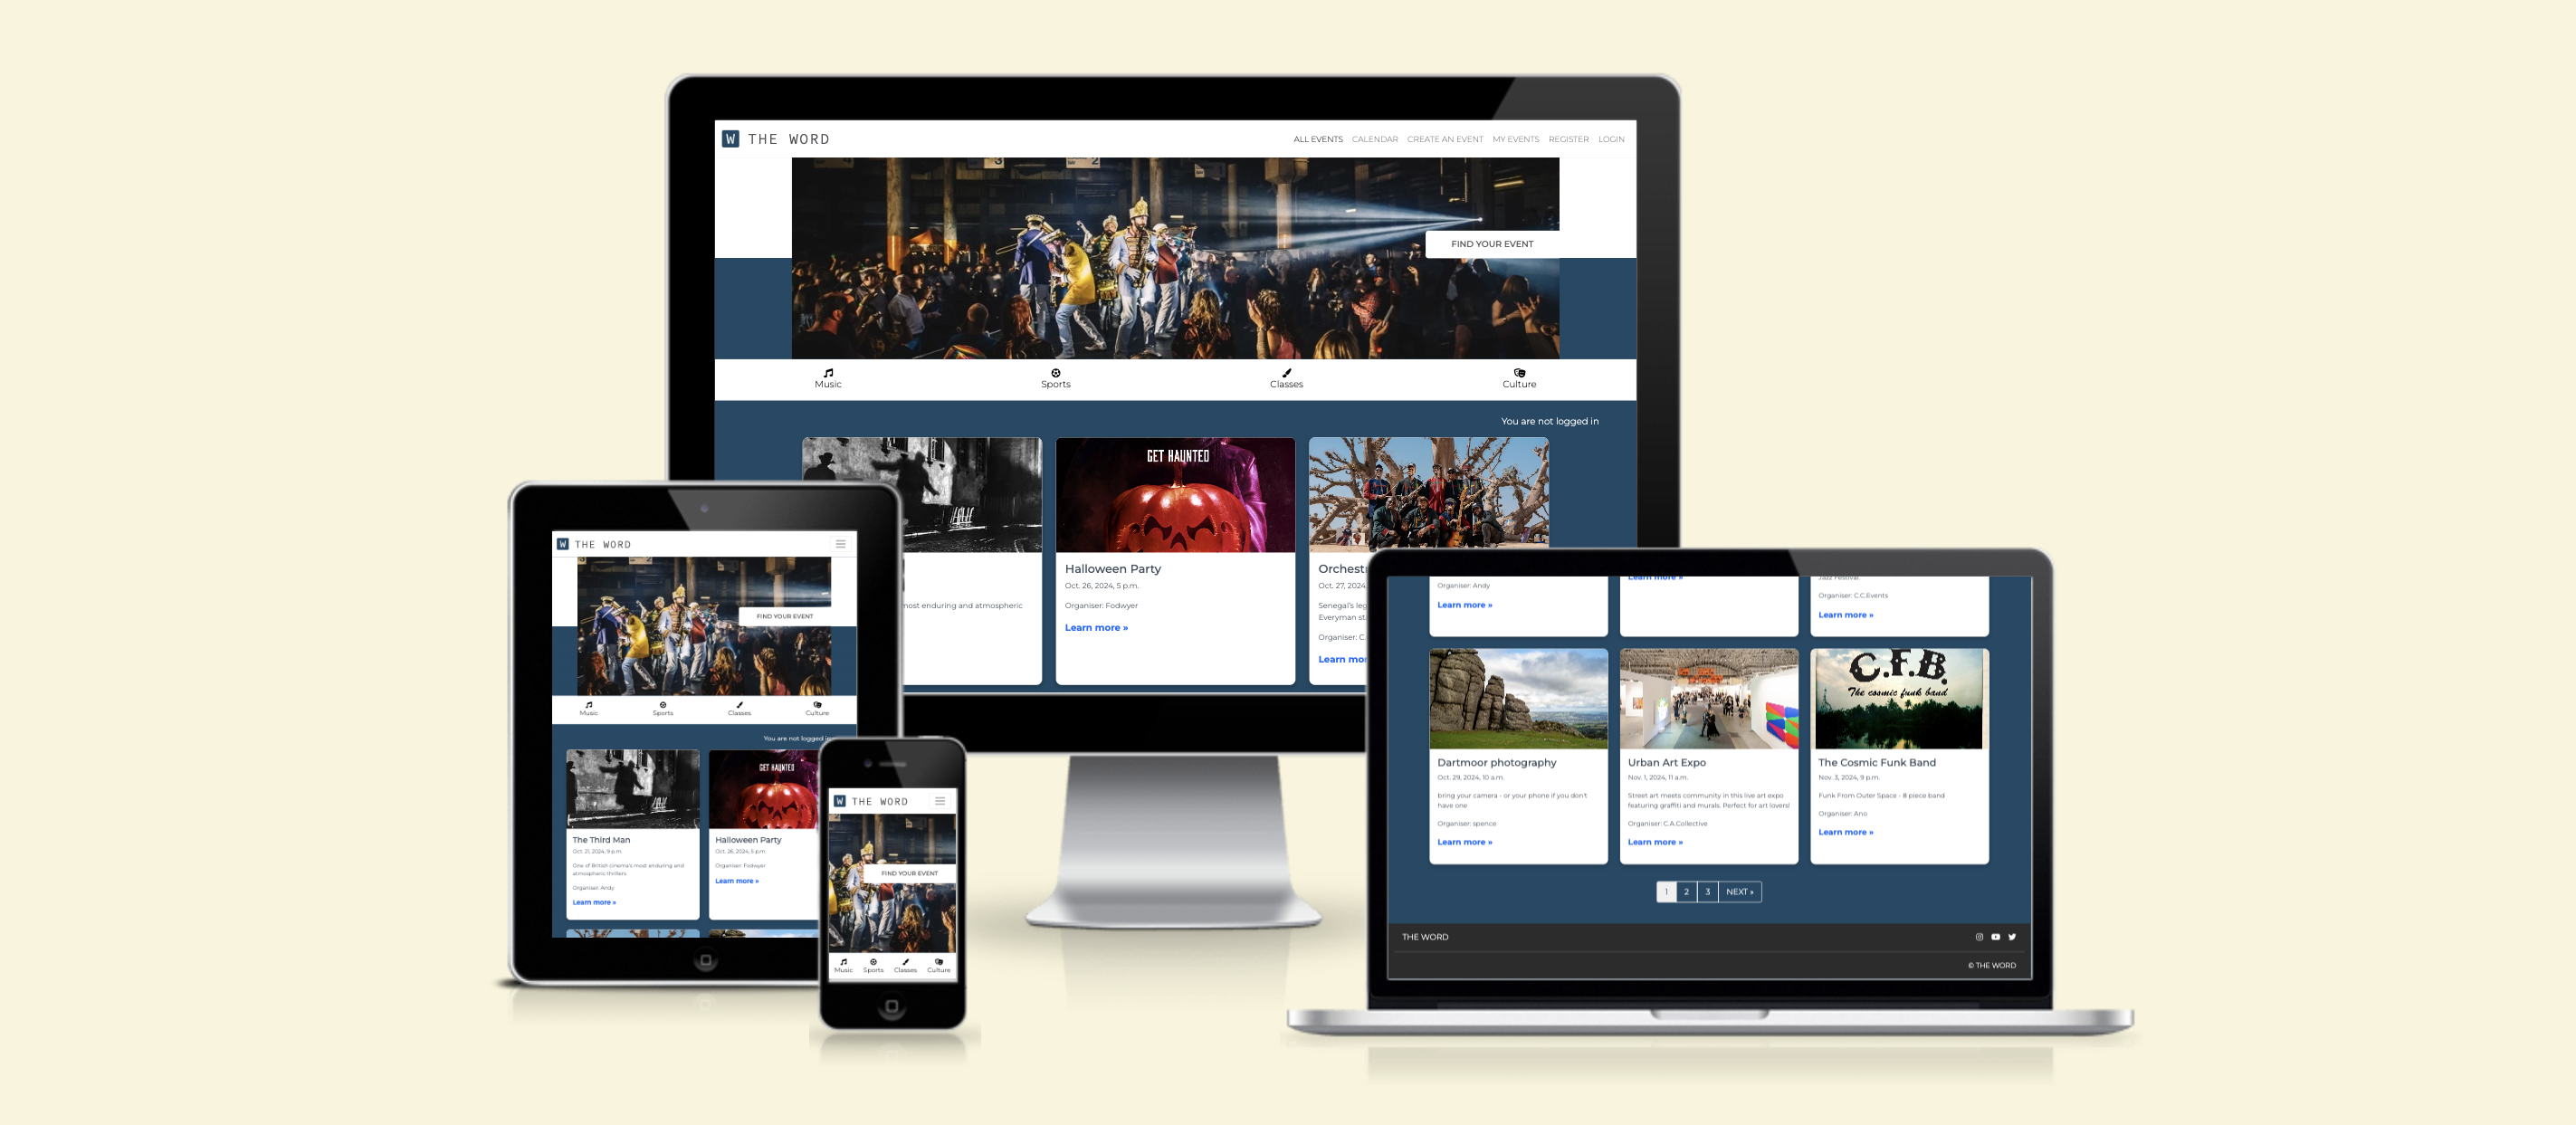 W THE WORD
ALL EVENTS CALENDAR CREATE AN EVENT MY EVENTS REGISTER LOGIN
3 2
FIND YOUR EVENT
Music Sports Classes Culture
You are not logged in
GET HAUNTED
Halloween Party
Oct. 26, 2024, 5 p.m.
Organiser: Fodwyer
Learn more »
most enduring and atmospheric
Orchest
Oct. 27, 2024,
Senegal's leg
Everyman st
Organiser: C.
Learn mo
W THE WORD
FIND YOUR EVENT
Music Sports Classes Culture
You are not logged in
GET HAUNTED
The Third Man
Oct. 21, 2024, 9 p.m.
One of British cinema's most enduring and
atmospheric thrillers
Organiser: Andy
Learn more »
Halloween Party
Oct. 26, 2024, 5 p.m.
Organiser: Fodwyer
Learn more »
W THE WORD
FIND YOUR EVENT
Music Sports Classes Culture
Organiser: Andy
Learn more »
Learn more »
Jazz Festival.
Organiser: C.C.Events
Learn more »
C.F.B.
The cosmic funk band
Dartmoor photography
Oct. 29, 2024, 10 a.m.
bring your camera - or your phone if you don't
have one
Organiser: spence
Learn more »
Urban Art Expo
Nov. 1, 2024, 11 a.m.
Street art meets community in this live art expo
featuring graffiti and murals. Perfect for art lovers!
Organiser: C.A.Collective
Learn more »
The Cosmic Funk Band
Nov. 3, 2024, 9 p.m.
Funk From Outer Space - 8 piece band
Organiser: Ano
Learn more »
1 2 3 NEXT »
THE WORD
© THE WORD